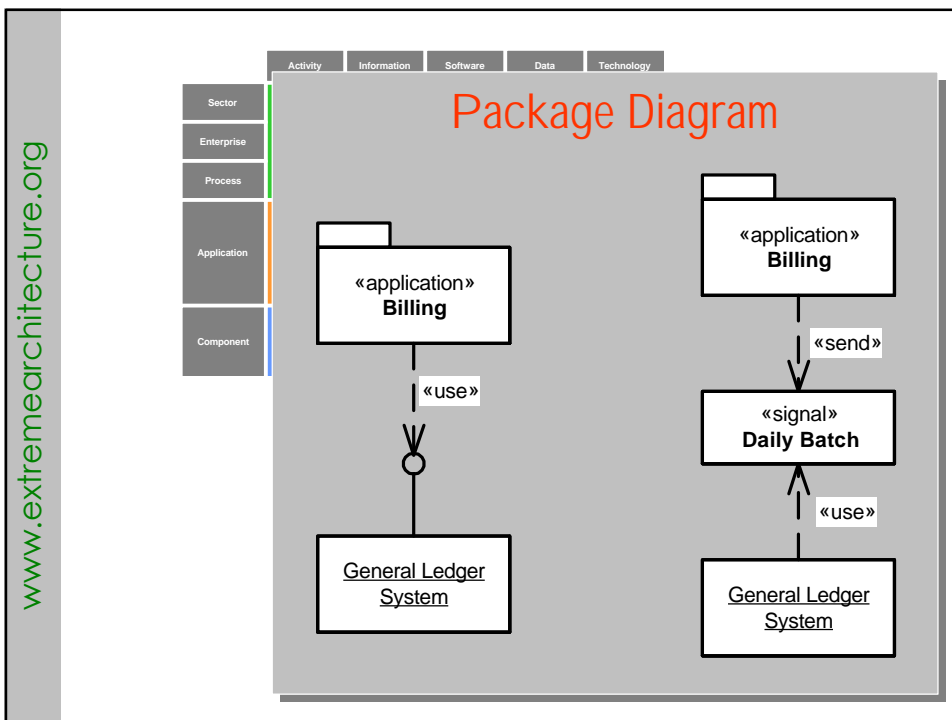 www.extremearchitecture.org
Activity Information Software Data Technology
Sector
Enterprise
Process
Application
Component
Package Diagram
«application»
Billing
«use»
General Ledger
System
«application»
Billing
«send»
«signal»
Daily Batch
«use»
General Ledger
System